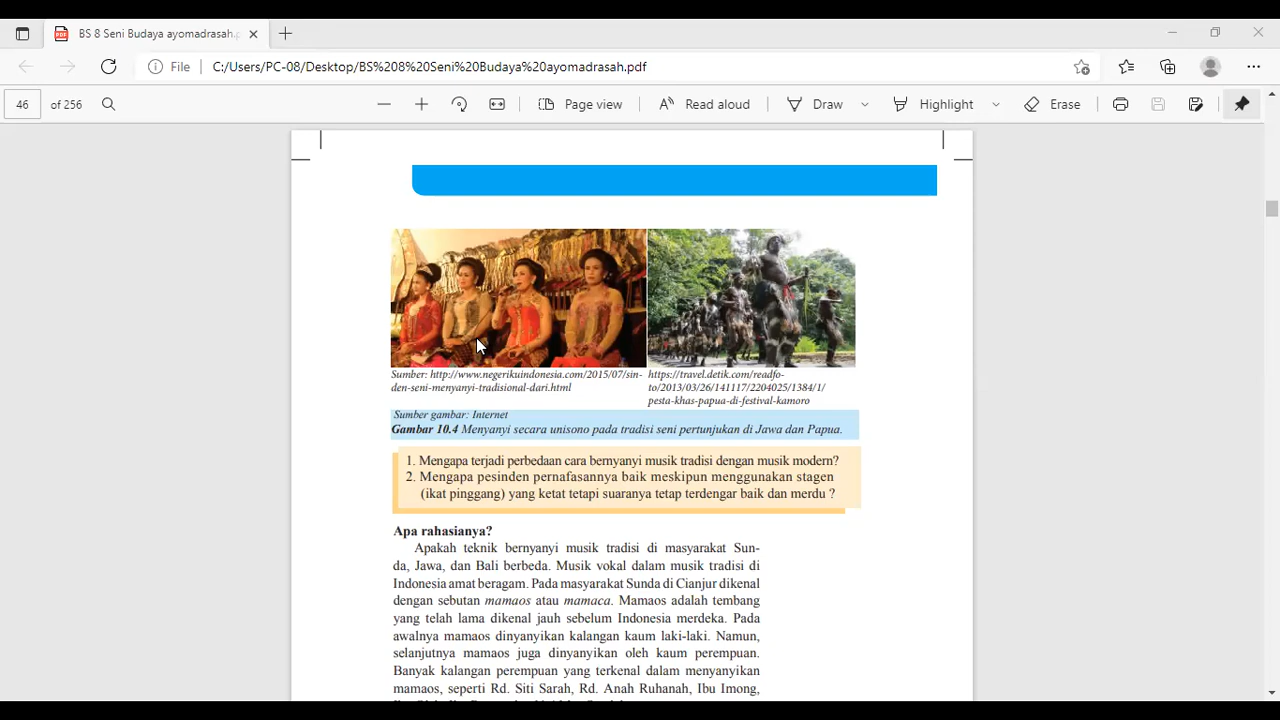 BS 8 Seni Budaya ayomadrasah.p
File C:/Users/PC-08/Desktop/BS%208%20Seni%20Budaya%20ayomadrasah.pdf
46 of 256 Page view Read aloud Draw Highlight Erase
Sumber: http://www.negerikuindonesia.com/2015/07/sin-
den-seni-menyanyi-tradisional-dari.html
https://travel.detik.com/readfo-
to/2013/03/26/141117/2204025/1384/1/
pesta-khas-papua-di-festival-kamoro
Sumber gambar: Internet
Gambar 10.4 Menyanyi secara unisono pada tradisi seni pertunjukan di Jawa dan Papua.
1. Mengapa terjadi perbedaan cara bernyanyi musik tradisi dengan musik modern?
2. Mengapa pesinden pernafasannya baik meskipun menggunakan stagen
(ikat pinggang) yang ketat tetapi suaranya tetap terdengar baik dan merdu ?
Apa rahasianya?
Apakah teknik bernyanyi musik tradisi di masyarakat Sun-
da, Jawa, dan Bali berbeda. Musik vokal dalam musik tradisi di
Indonesia amat beragam. Pada masyarakat Sunda di Cianjur dikenal
dengan sebutan mamaos atau mamaca. Mamaos adalah tembang
yang telah lama dikenal jauh sebelum Indonesia merdeka. Pada
awalnya mamaos dinyanyikan kalangan kaum laki-laki. Namun,
selanjutnya mamaos juga dinyanyikan oleh kaum perempuan.
Banyak kalangan perempuan yang terkenal dalam menyanyikan
mamaos, seperti Rd. Siti Sarah, Rd. Anah Ruhanah, Ibu Imong,